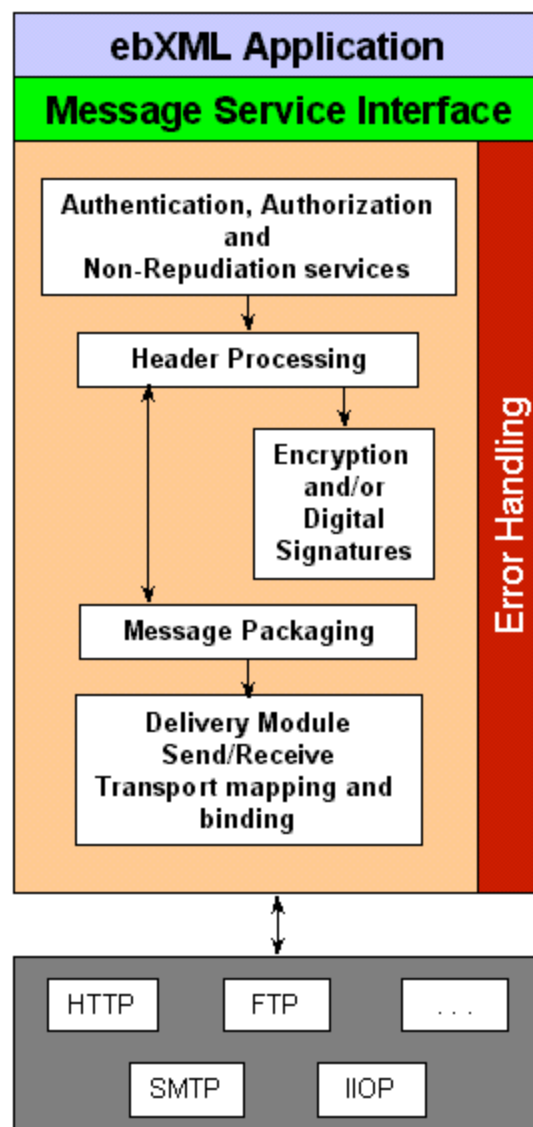 ebXML Application
Message Service Interface
Authentication, Authorization
and
Non-Repudiation services
Header Processing
Encryption
and/or
Digital
Signatures
Error Handling
Message Packaging
Delivery Module
Send/Receive
Transport mapping and
binding
HTTP
FTP
. . .
SMTP
IIOP